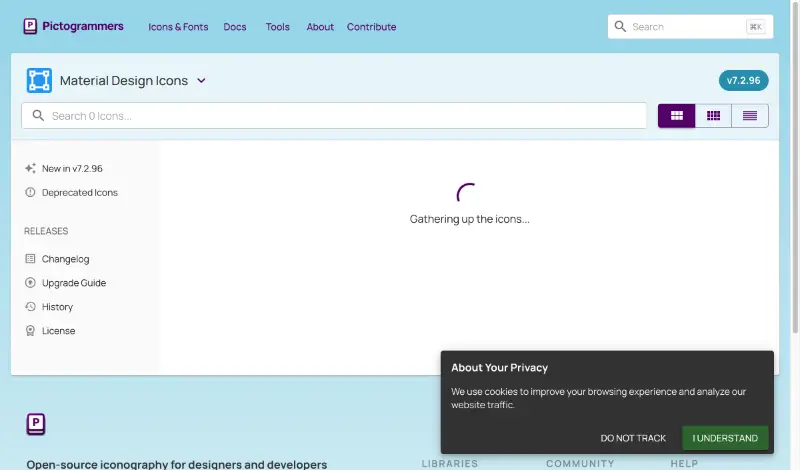 Pictogrammers
Icons & Fonts Docs Tools About Contribute
Search ⌘K
Material Design Icons
v7.2.96
Search 0 Icons...
New in v7.2.96
Deprecated Icons
RELEASES
Changelog
Upgrade Guide
History
License
Gathering up the icons...
About Your Privacy
We use cookies to improve your browsing experience and analyze our
website traffic.
DO NOT TRACK I UNDERSTAND
Open-source iconography for designers and developers
LIBRARIES COMMUNITY HELP